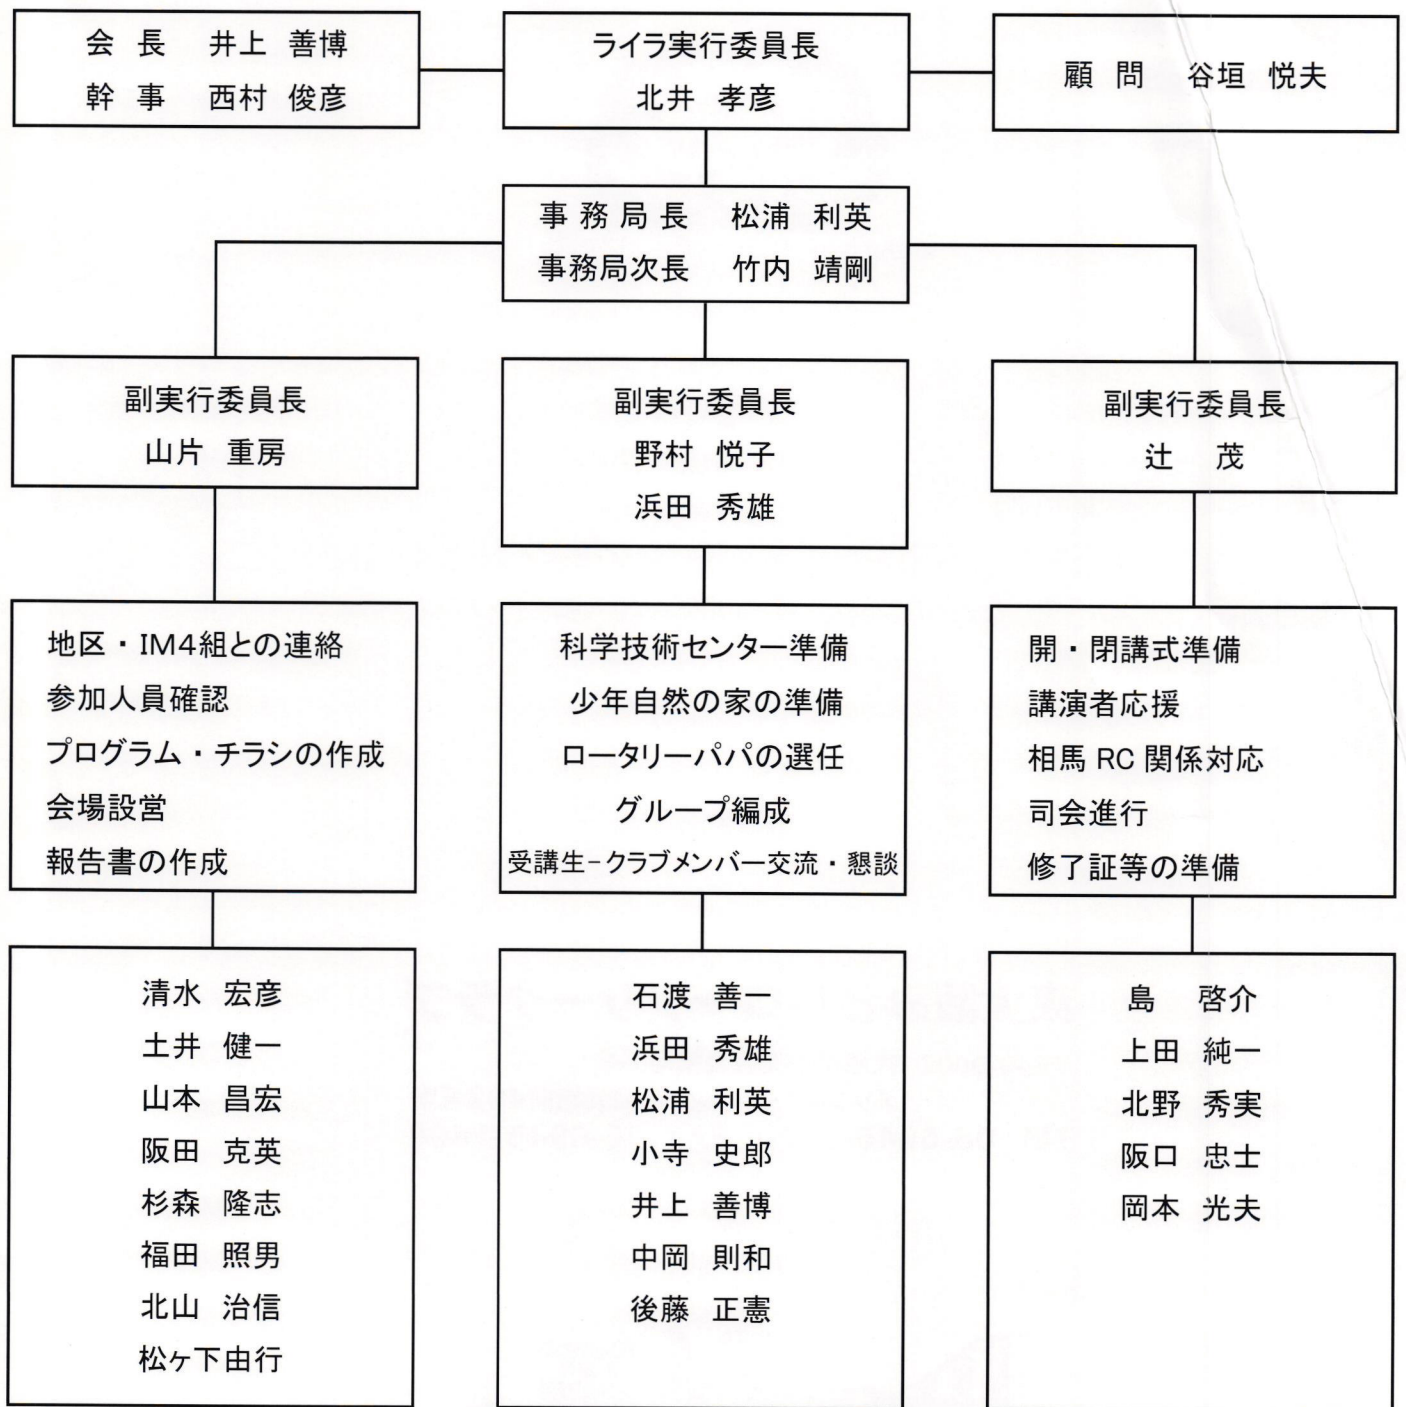 会 長 井上 善博
幹 事 西村 俊彦
ライラ実行委員長
北井 孝彦
顧 問 谷垣 悦夫
事 務 局 長 松浦 利英
事務局次長 竹内 靖剛
副実行委員長
山片 重房
副実行委員長
野村 悦子
浜田 秀雄
副実行委員長
辻 茂
地区・IM4組との連絡
参加人員確認
プログラム・チラシの作成
会場設営
報告書の作成
科学技術センター準備
少年自然の家の準備
ロータリーパパの選任
グループ編成
受講生-クラブメンバー交流・懇談
開・閉講式準備
講演者応援
相馬 RC 関係対応
司会進行
修了証等の準備
清水 宏彦
土井 健一
山本 昌宏
阪田 克英
杉森 隆志
福田 照男
北山 治信
松ヶ下由行
石渡 善一
浜田 秀雄
松浦 利英
小寺 史郎
井上 善博
中岡 則和
後藤 正憲
島 啓介
上田 純一
北野 秀実
阪口 忠士
岡本 光夫